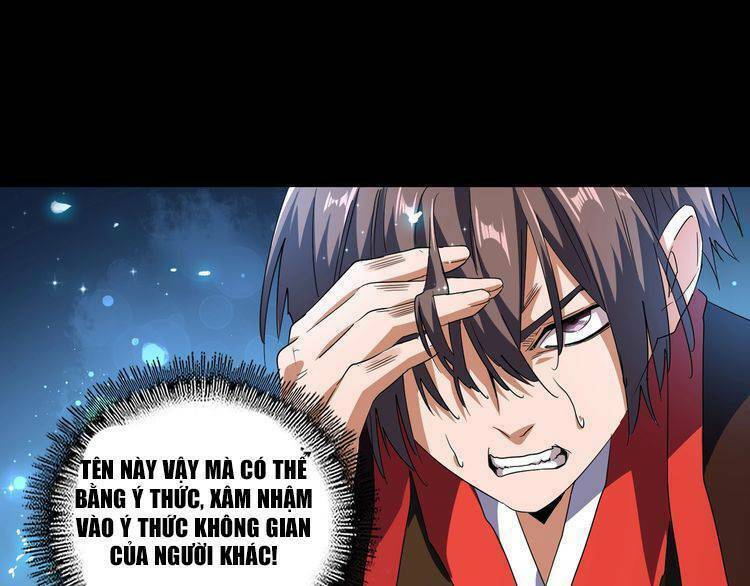 TÊN NÀY VẬY MÀ CÓ THỂ
BẰNG Ý THỨC, XÂM NHẬM
VÀO Ý THỨC KHÔNG GIAN
CỦA NGƯỜI KHÁC!